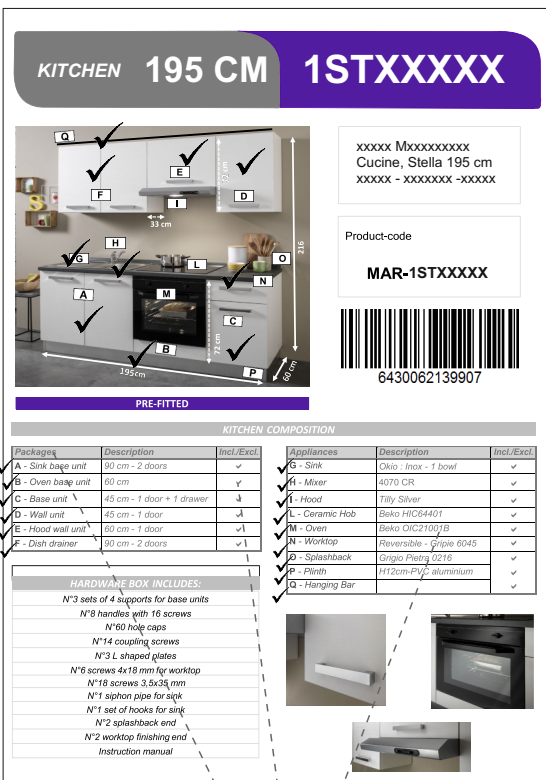 KITCHEN 195 CM 1STXXXXX
xxxxx Mxxxxxxxxx
Cucine, Stella 195 cm
xxxxx - xxxxxxx -xxxxx
Product-code
MAR-1STXXXXX
6430062139907
Q
F
E
I
D
72 cm
33 cm
216
H
G
L
O
N
A
M
C
B
72 cm
195cm
60 cm
P
PRE-FITTED
KITCHEN COMPOSITION
Packages Description Incl./Excl.
A - Sink base unit 90 cm - 2 doors
B - Oven base unit 60 cm
C - Base unit 45 cm - 1 door + 1 drawer
D - Wall unit 45 cm - 1 door
E - Hood wall unit 60 cm - 1 door
F - Dish drainer 90 cm - 2 doors
Appliances Description Incl./Excl.
G - Sink Okio : Inox - 1 bowl
H - Mixer 4070 CR
I - Hood Tilly Silver
L - Ceramic Hob Beko HIC64401
M - Oven Beko OIC21001B
N - Worktop Reversible - Gripie 6045
O - Splashback Grigio Pietra 0216
P - Plinth H12cm-PVC aluminium
Q - Hanging Bar
HARDWARE BOX INCLUDES:
N°3 sets of 4 supports for base units
N°8 handles with 16 screws
N°60 hole caps
N°14 coupling screws
N°3 L shaped plates
N°6 screws 4x18 mm for worktop
N°18 screws 3,5x35 mm
N°1 siphon pipe for sink
N°1 set of hooks for sink
N°2 splashback end
N°2 worktop finishing end
Instruction manual